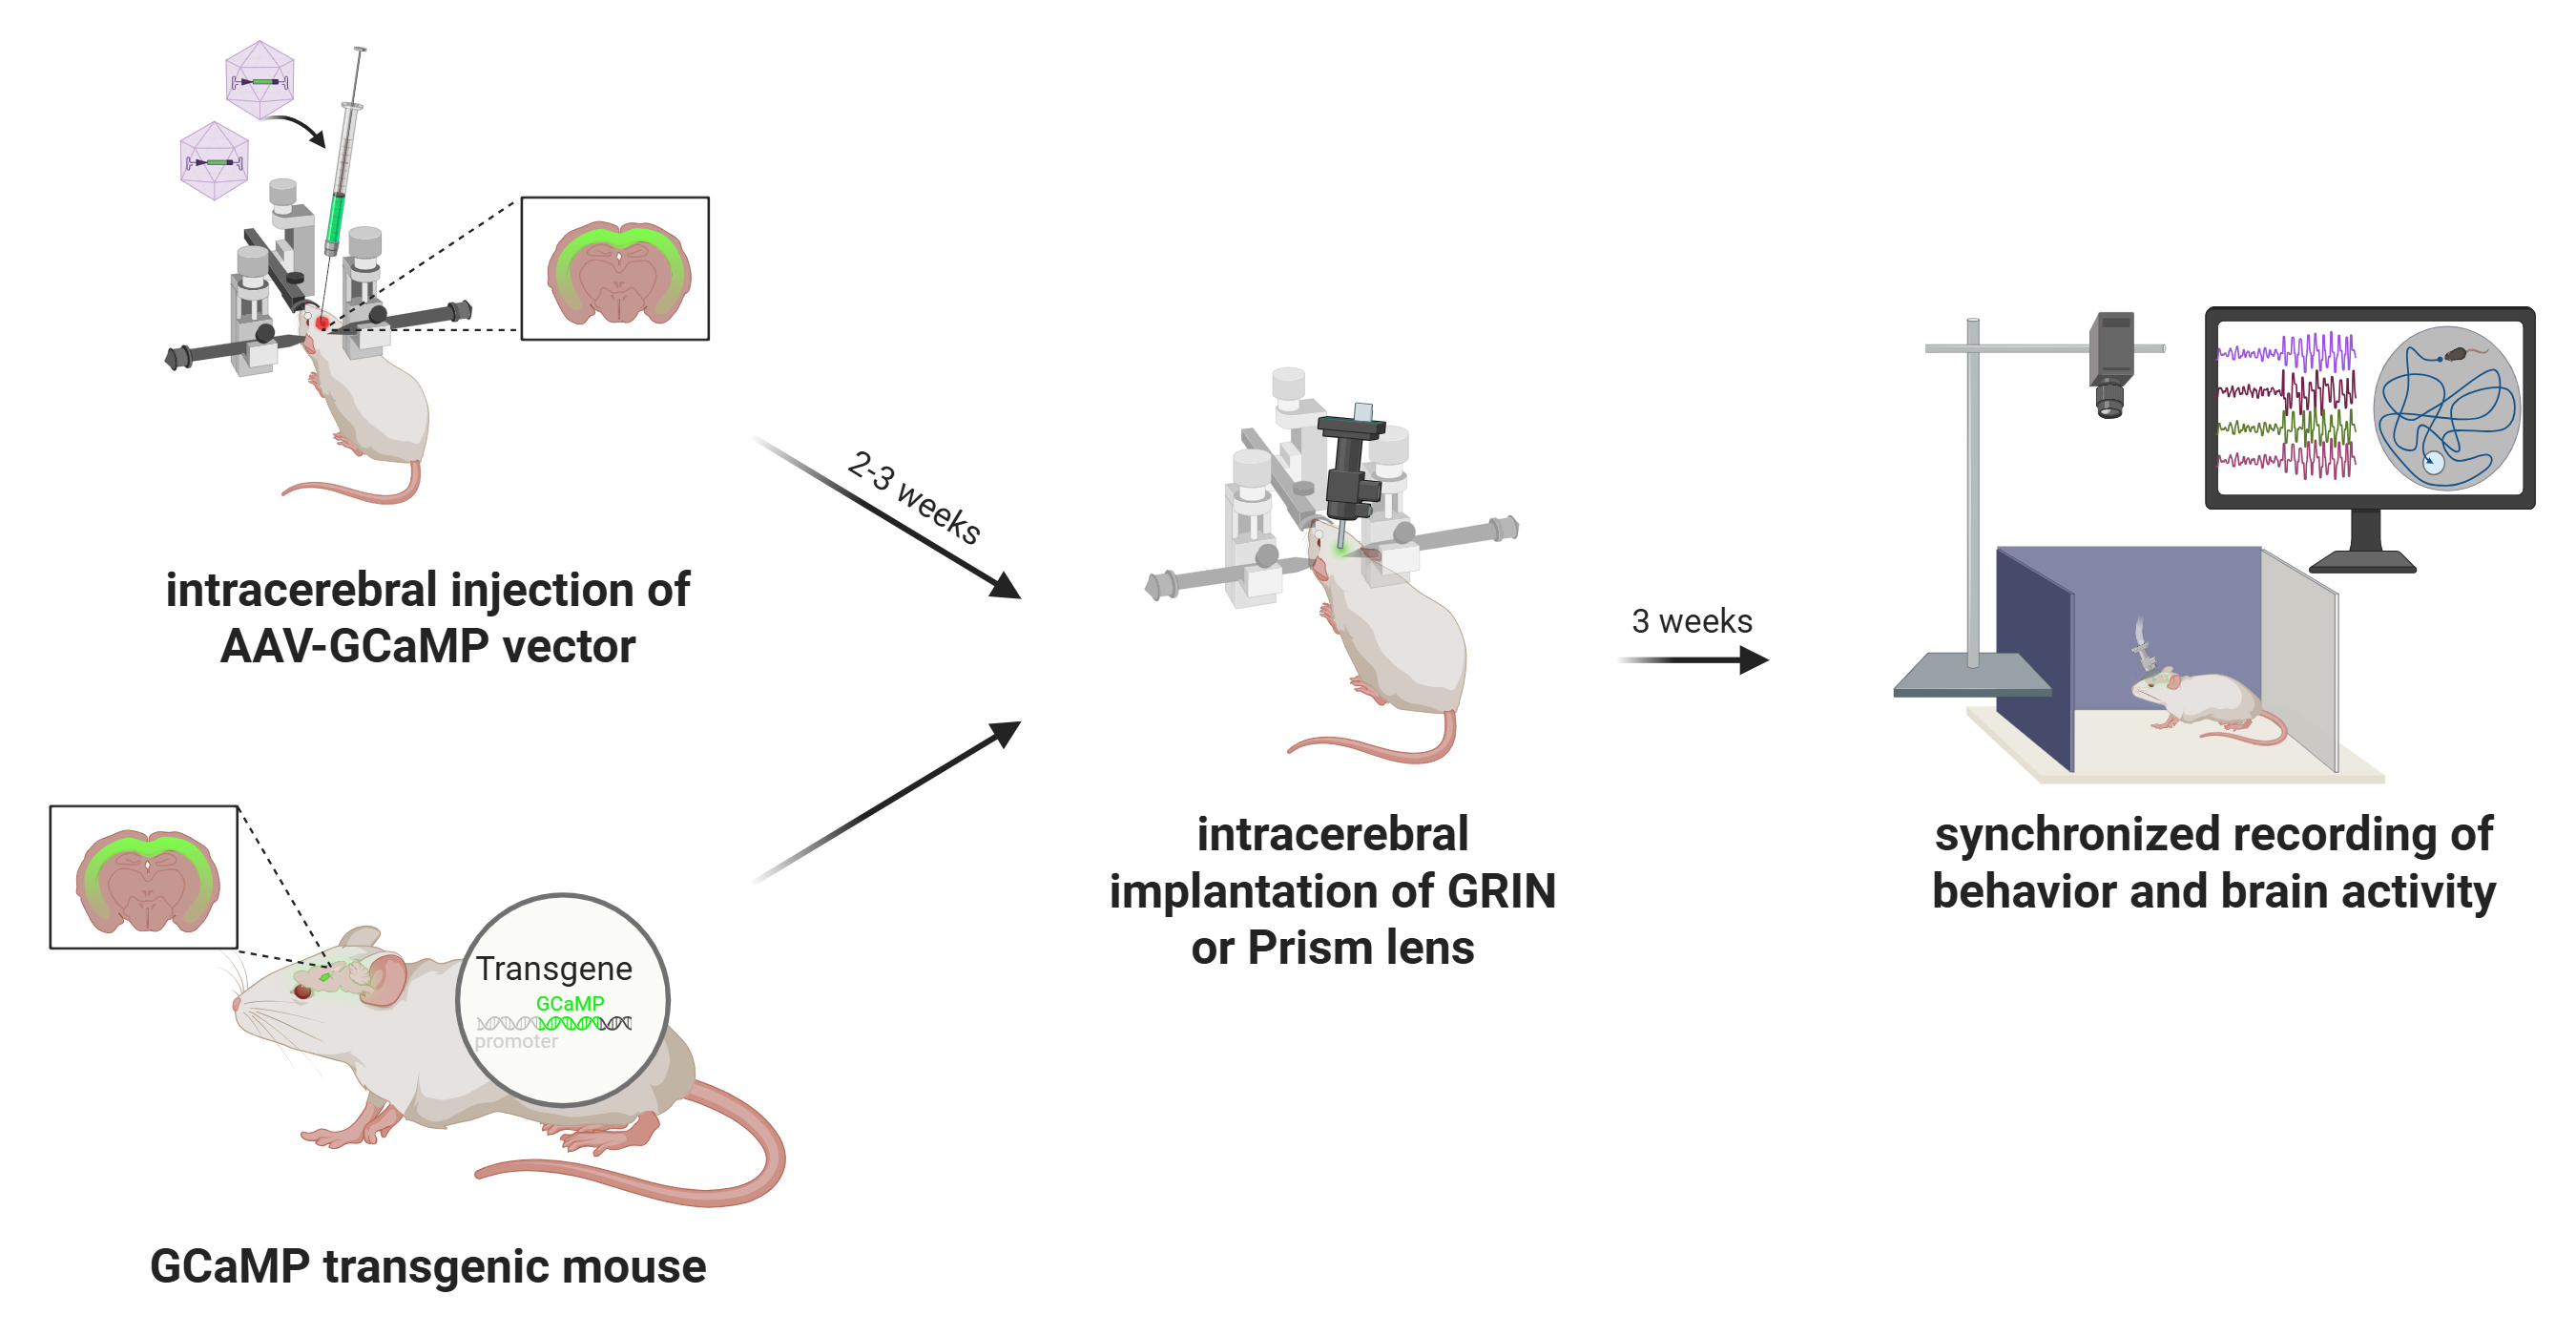 intracerebral injection of
AAV-GCaMP vector
2-3 weeks
Transgene
GCaMP
promoter
GCaMP transgenic mouse
intracerebral
implantation of GRIN
or Prism lens
3 weeks
synchronized recording of
behavior and brain activity